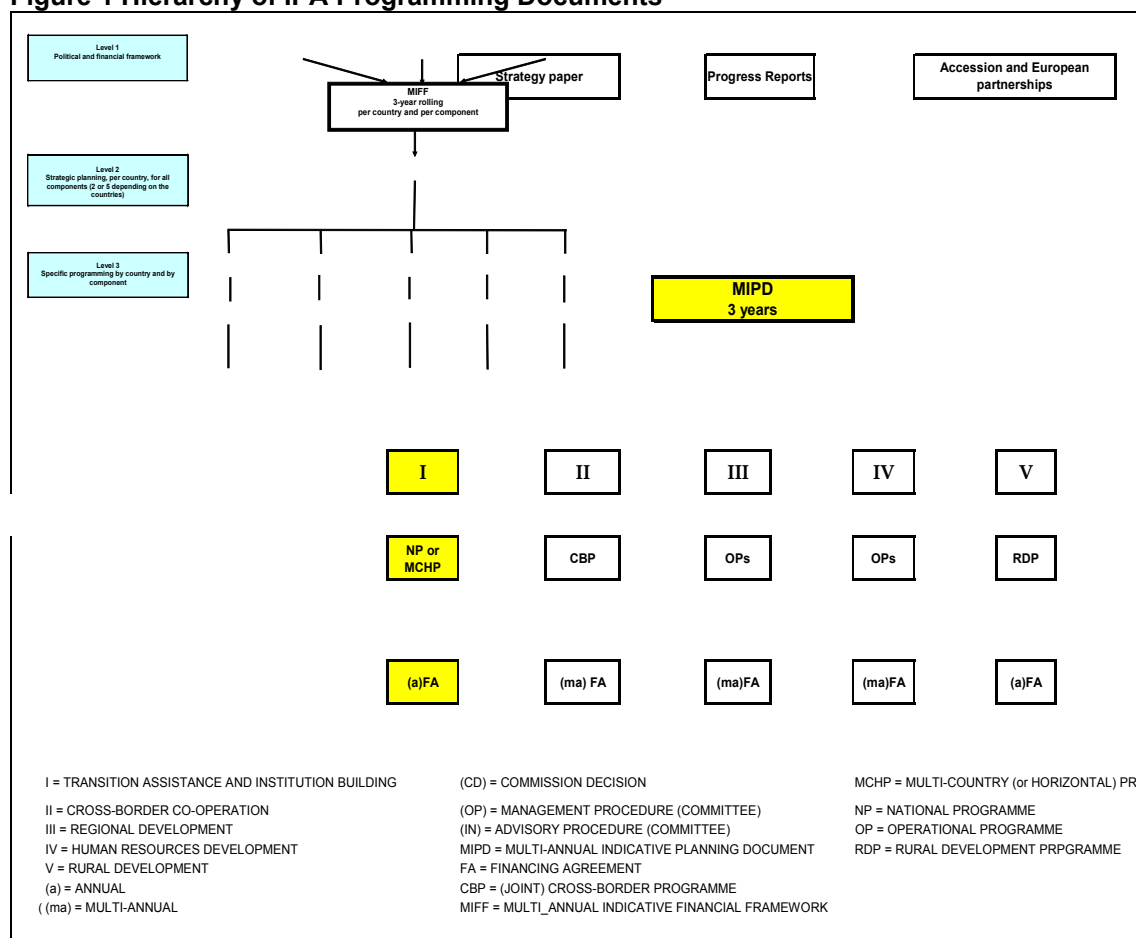 Figure 1 Hierarchy of IPA Programming Documents
Level 1
Political and financial framework
Strategy paper
Progress Reports
Accession and European
partnerships
MIFF
3-year rolling
per country and per component
Level 2
Strategic planning, per country, for all
components (2 or 5 depending on the
countries)
Level 3
Specific programming by country and by
component
MIPD
3 years
I
II
III
IV
V
NP or
MCHP
CBP
OPs
OPs
RDP
(a)FA
(ma) FA
(ma)FA
(ma)FA
(a)FA
I = TRANSITION ASSISTANCE AND INSTITUTION BUILDING
II = CROSS-BORDER CO-OPERATION
III = REGIONAL DEVELOPMENT
IV = HUMAN RESOURCES DEVELOPMENT
V = RURAL DEVELOPMENT
(a) = ANNUAL
( (ma) = MULTI-ANNUAL
(CD) = COMMISSION DECISION
(OP) = MANAGEMENT PROCEDURE (COMMITTEE)
(IN) = ADVISORY PROCEDURE (COMMITTEE)
MIPD = MULTI-ANNUAL INDICATIVE PLANNING DOCUMENT
FA = FINANCING AGREEMENT
CBP = (JOINT) CROSS-BORDER PROGRAMME
MIFF = MULTI_ANNUAL INDICATIVE FINANCIAL FRAMEWORK
MCHP = MULTI-COUNTRY (or HORIZONTAL) PR
NP = NATIONAL PROGRAMME
OP = OPERATIONAL PROGRAMME
RDP = RURAL DEVELOPMENT PRPGRAMME